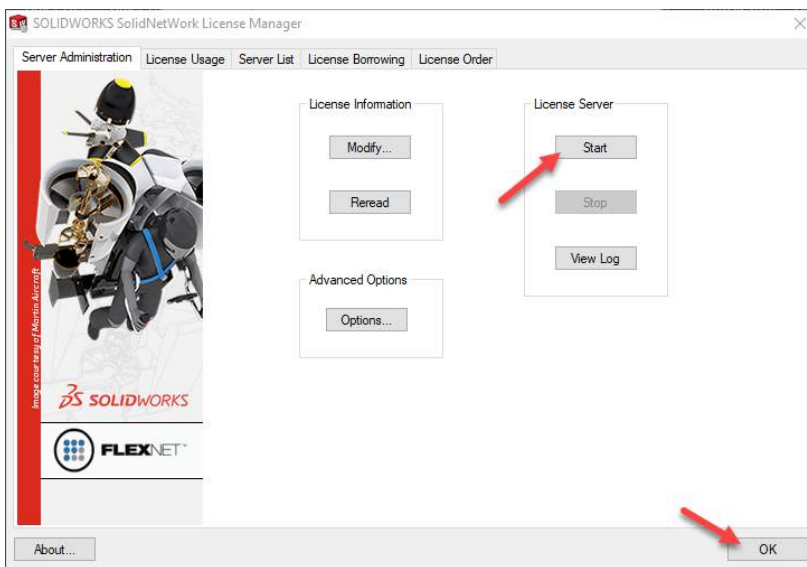 SOLIDWORKS SolidNetWork License Manager
Server Administration License Usage Server List License Borrowing License Order
License Information
Modify...
Reread
Advanced Options
Options...
License Server
Start
Stop
View Log
Image courtesy of Martin Aircraft
SOLIDWORKS
FLEXNET™
About...
OK